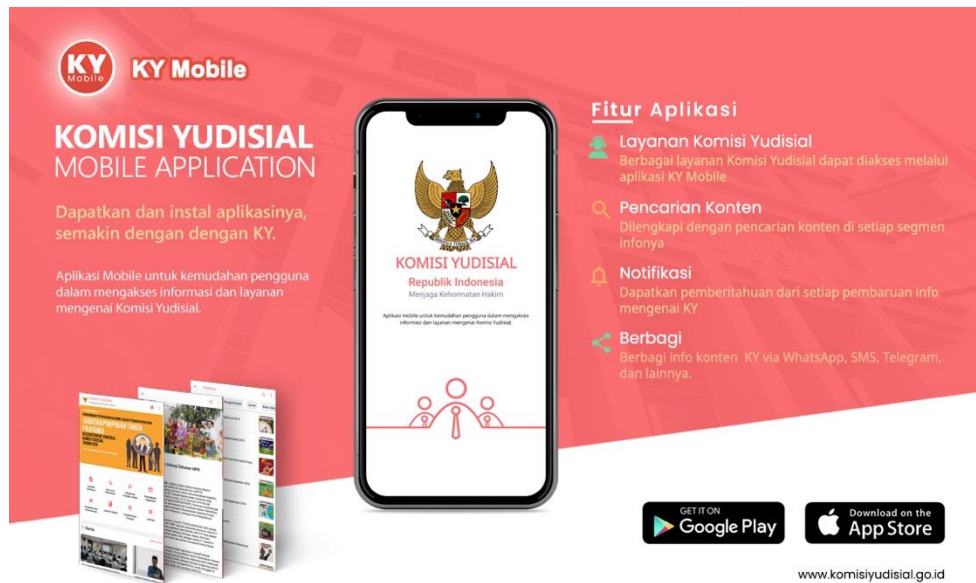 KY
Mobile
KY Mobile
KOMISI YUDISIAL
MOBILE APPLICATION
Dapatkan dan instal aplikasinya,
semakin dengan dengan KY.
Aplikasi Mobile untuk kemudahan pengguna
dalam mengakses informasi dan layanan
mengenai Komisi Yudisial.
KOMISI YUDISIAL
Republik Indonesia
Menjaga Kehormatan Hakim
Aplikasi mobile untuk kemudahan pengguna dalam mengakses
informasi dan layanan mengenai Komisi Yudisial.
Fitur Aplikasi
Layanan Komisi Yudisial
Berbagai layanan Komisi Yudisial dapat diakses melalui
aplikasi KY Mobile
Pencarian Konten
Dilengkapi dengan pencarian konten di setiap segmen
infonya
Notifikasi
Dapatkan pemberitahuan dari setiap pembaruan info
mengenai KY
Berbagi
Berbagi info konten KY via WhatsApp, SMS, Telegram,
dan lainnya.
JABATAN PIMPINAN TINGGI
PRATAMA
Berita
GET IT ON
Google Play
Download on the
App Store
www.komisiyudisial.go.id